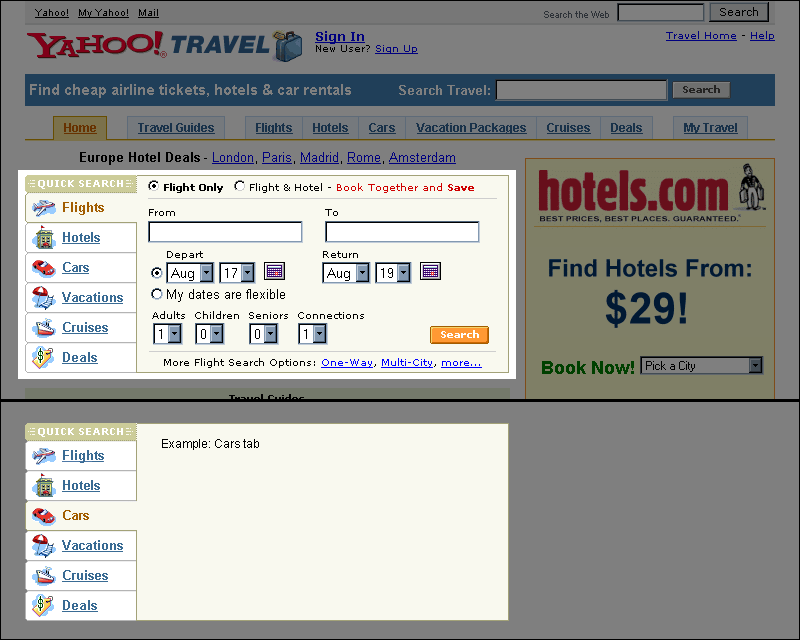 Yahoo! My Yahoo! Mail
Search the Web Search
YAHOO! TRAVEL
Sign In
New User? Sign Up
Travel Home - Help
Find cheap airline tickets, hotels & car rentals
Search Travel: Search
Home Travel Guides Flights Hotels Cars Vacation Packages Cruises Deals My Travel
Europe Hotel Deals - London, Paris, Madrid, Rome, Amsterdam
QUICK SEARCH
Flights
Hotels
Cars
Vacations
Cruises
Deals
Flight Only Flight & Hotel - Book Together and Save
From To
Depart Return
Aug 17 Aug 19
My dates are flexible
Adults Children Seniors Connections
1 0 0 1
Search
More Flight Search Options: One-Way, Multi-City, more...
hotels.com
BEST PRICES, BEST PLACES. GUARANTEED.
Find Hotels From:
$29!
Book Now! Pick a City
Travel Guides
QUICK SEARCH
Flights
Hotels
Cars
Vacations
Cruises
Deals
Example: Cars tab